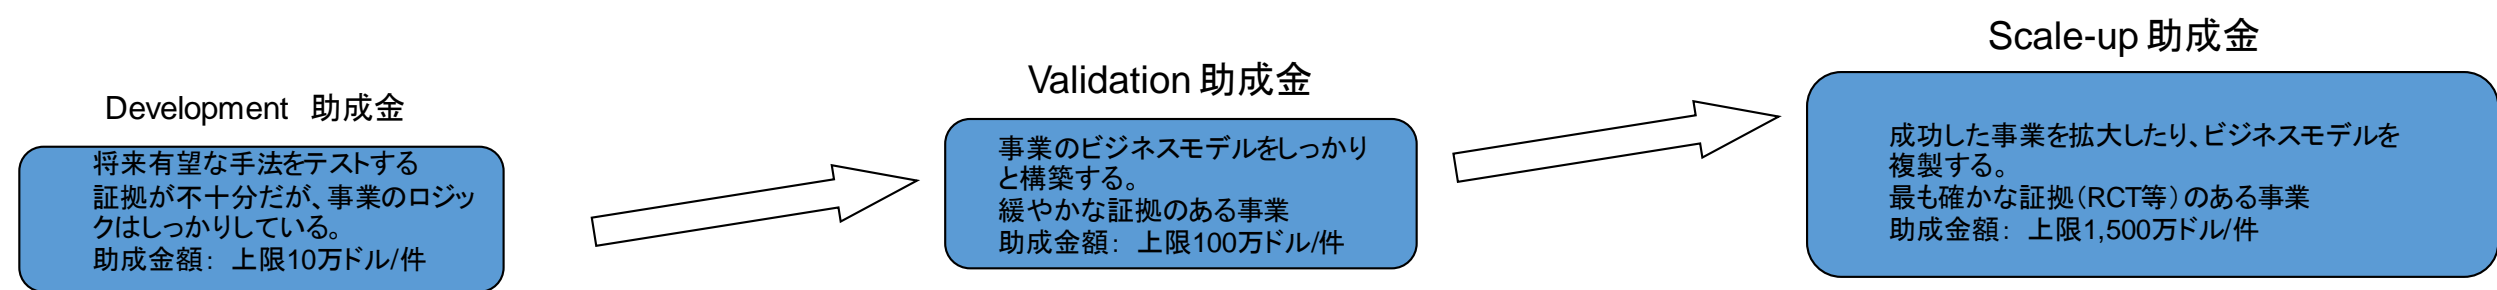 Development 助成金
将来有望な手法をテストする
証拠が不十分だが、事業のロジッ
クはしっかりしている。
助成金額： 上限10万ドル/件
Validation 助成金
事業のビジネスモデルをしっかり
と構築する。
緩やかな証拠のある事業
助成金額： 上限100万ドル/件
Scale-up 助成金
成功した事業を拡大したり、ビジネスモデルを
複製する。
最も確かな証拠（RCT等）のある事業
助成金額： 上限1,500万ドル/件